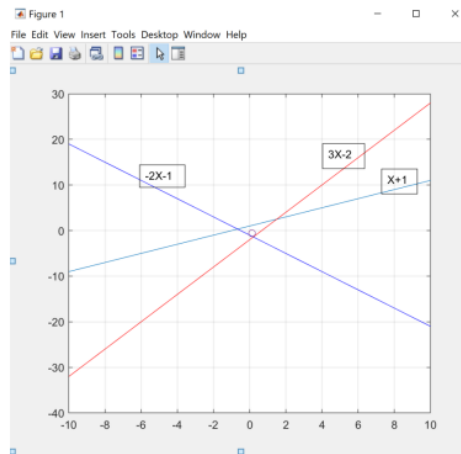 Figure 1
File Edit View Insert Tools Desktop Window Help
30
20
3X-2
-2X-1
X+1
10
0
-10
-20
-30
-40
-10 -8 -6 -4 -2 0 2 4 6 8 10